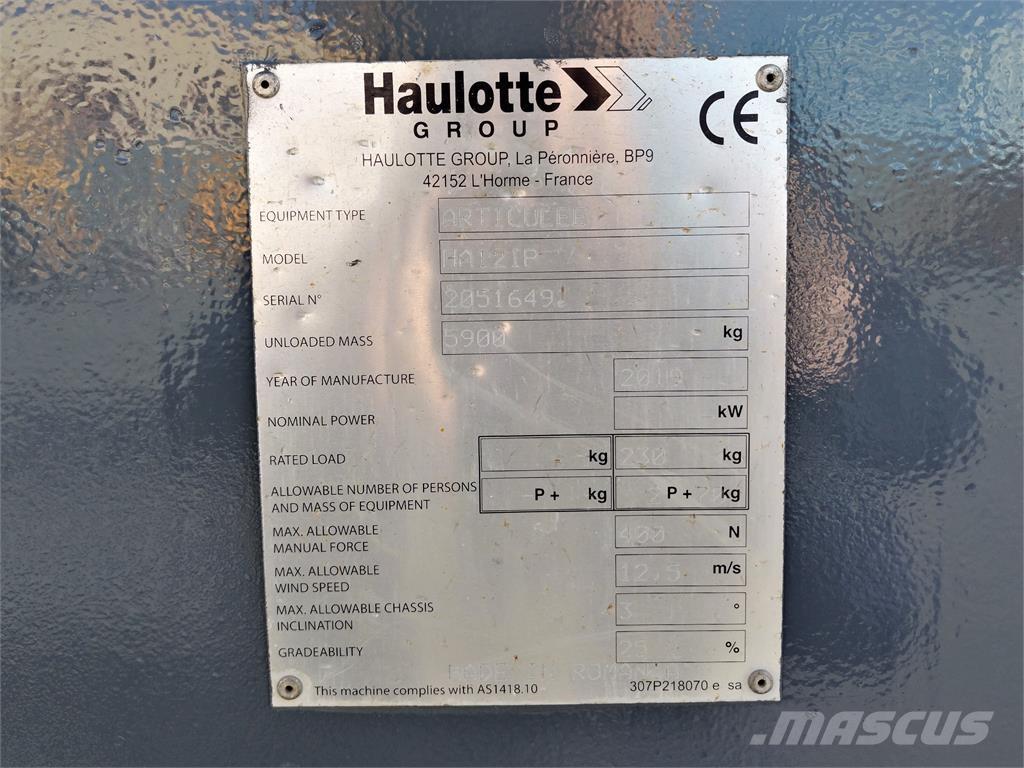 Haulotte
GROUP
CE
HAULOTTE GROUP, La Péronnière, BP9
42152 L'Horme - France
EQUIPMENT TYPE
MODEL HA12IP
SERIAL N° 2051649
UNLOADED MASS 5900 kg
YEAR OF MANUFACTURE
NOMINAL POWER kW
RATED LOAD kg 230 kg
ALLOWABLE NUMBER OF PERSONS
AND MASS OF EQUIPMENT P + kg P + kg
MAX. ALLOWABLE
MANUAL FORCE 400 N
MAX. ALLOWABLE
WIND SPEED 12,5 m/s
MAX. ALLOWABLE CHASSIS
INCLINATION 3 °
GRADEABILITY 25 %
This machine complies with AS1418.10 307P218070 e sa
MASCUS